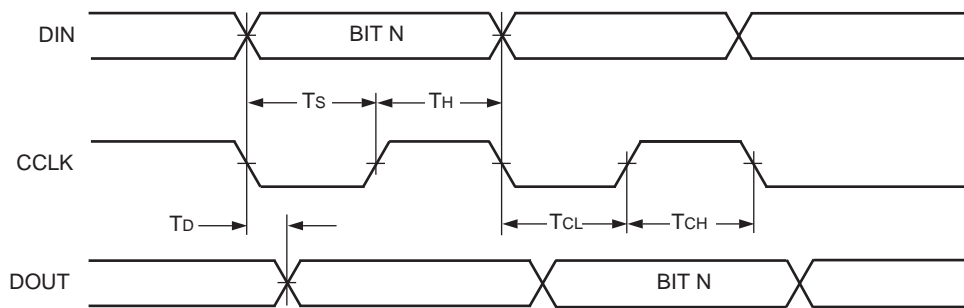 DIN
BIT N
TS
TH
CCLK
TD
TCL
TCH
DOUT
BIT N